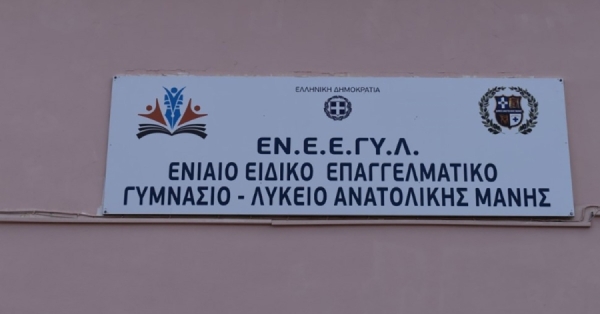 ΕΛΛΗΝΙΚΗ ΔΗΜΟΚΡΑΤΙΑ
ΕΝ.Ε.Ε.ΓΥ.Λ.
ΕΝΙΑΙΟ ΕΙΔΙΚΟ ΕΠΑΓΓΕΛΜΑΤΙΚΟ
ΓΥΜΝΑΣΙΟ - ΛΥΚΕΙΟ ΑΝΑΤΟΛΙΚΗΣ ΜΑΝΗΣ